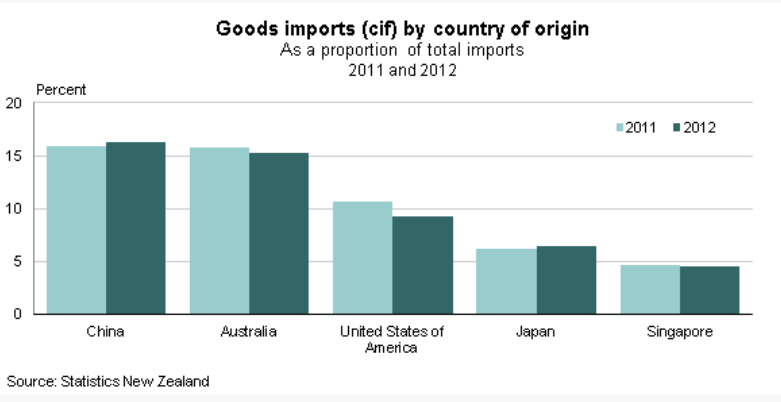 Goods imports (cif) by country of origin
As a proportion of total imports
2011 and 2012
Percent
20
2011 2012
15
10
5
0
China Australia United States of Japan Singapore
America
Source: Statistics New Zealand